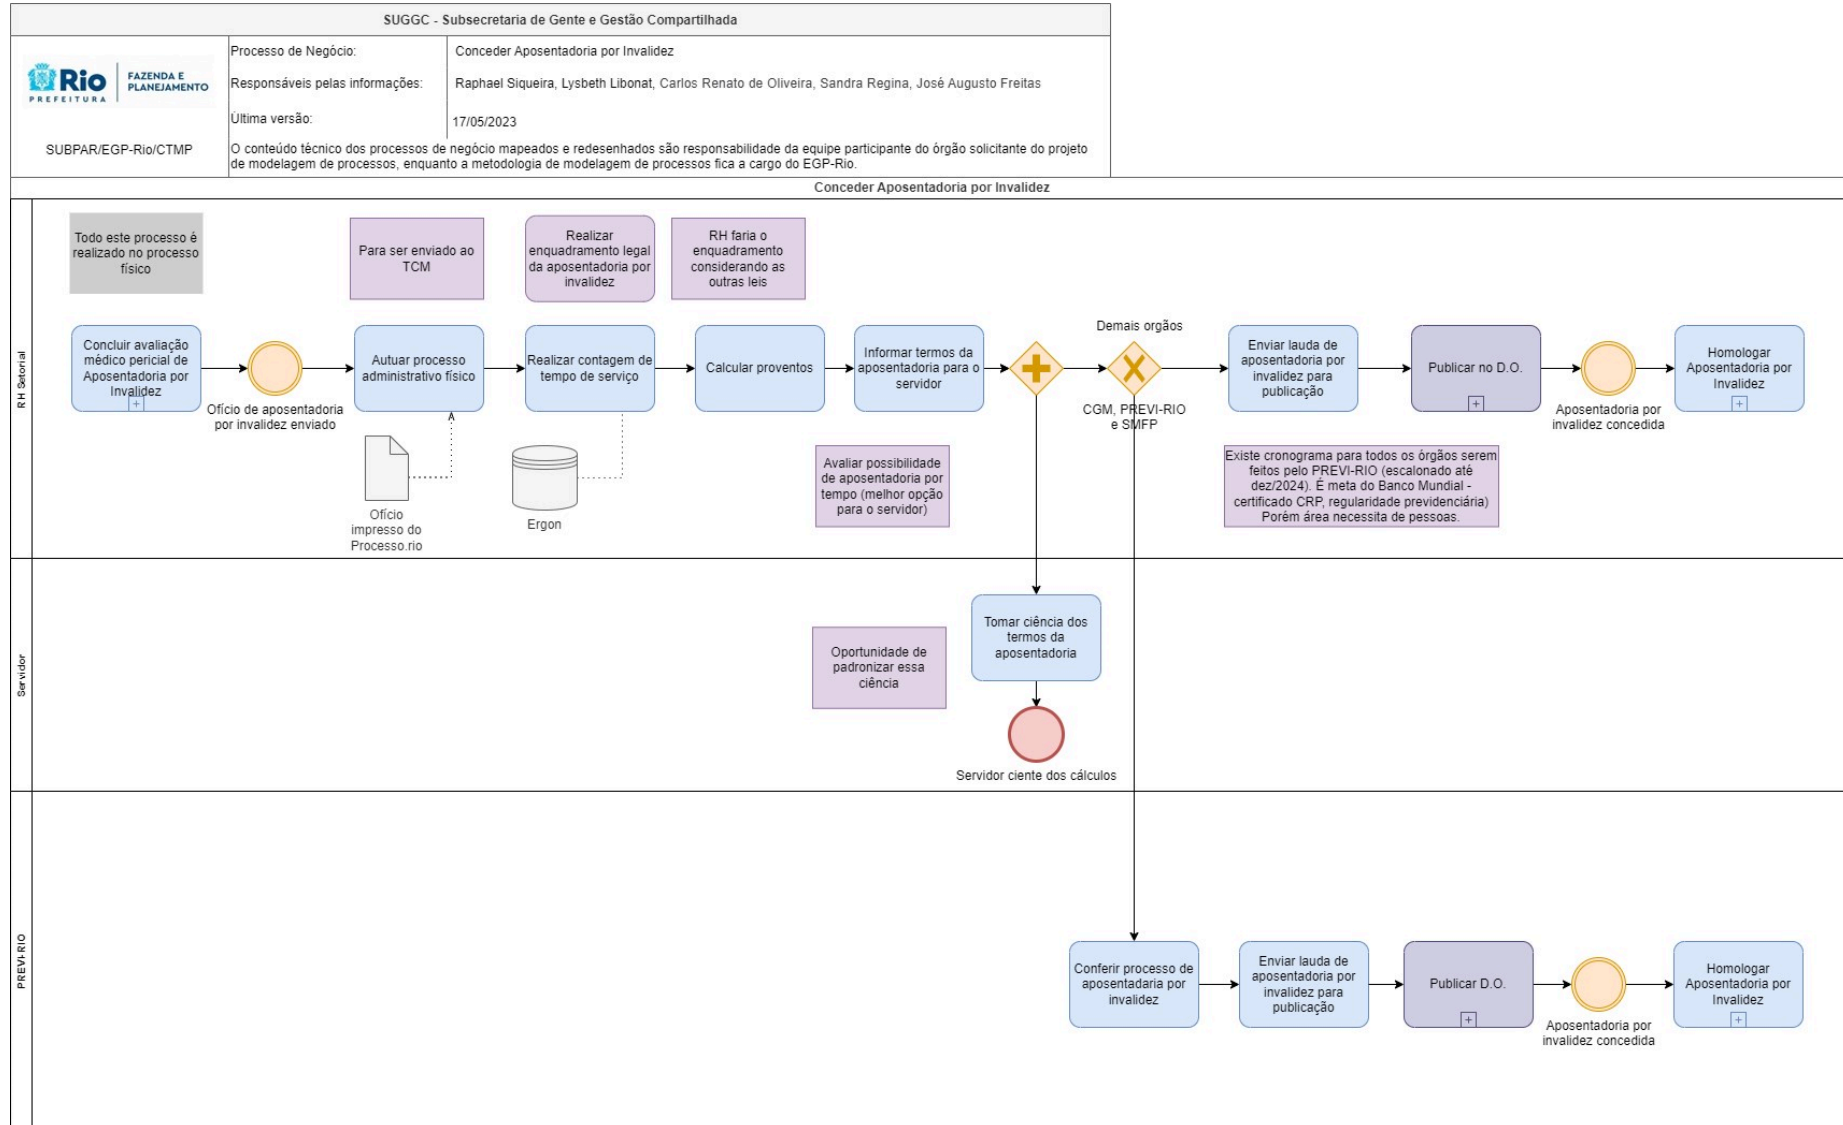 SUGGC - Subsecretaria de Gente e Gestão Compartilhada
Rio
PREFEITURA
FAZENDA E
PLANEJAMENTO
SUBPAR/EGP-Rio/CTMP
Processo de Negócio:
Conceder Aposentadoria por Invalidez
Responsáveis pelas informações:
Raphael Siqueira, Lysbeth Libonat, Carlos Renato de Oliveira, Sandra Regina, José Augusto Freitas
Última versão:
17/05/2023
O conteúdo técnico dos processos de negócio mapeados e redesenhados são responsabilidade da equipe participante do órgão solicitante do projeto
de modelagem de processos, enquanto a metodologia de modelagem de processos fica a cargo do EGP-Rio.
Conceder Aposentadoria por Invalidez
RH Setorial
Todo este processo é
realizado no processo
físico
Para ser enviado ao
TCM
Realizar
enquadramento legal
da aposentadoria por
invalidez
RH faria o
enquadramento
considerando as
outras leis
Concluir avaliação
médico pericial de
Aposentadoria por
Invalidez
Ofício de aposentadoria
por invalidez enviado
Autuar processo
administrativo físico
Realizar contagem de
tempo de serviço
Calcular proventos
Informar termos da
aposentadoria para o
servidor
Demais orgãos
CGM, PREVI-RIO
e SMFP
Enviar lauda de
aposentadoria por
invalidez para
publicação
Publicar no D.O.
Aposentadoria por
invalidez concedida
Homologar
Aposentadoria por
Invalidez
Ofício
impresso do
Processo.rio
Ergon
Avaliar possibilidade
de aposentadoria por
tempo (melhor opção
para o servidor)
Existe cronograma para todos os órgãos serem
feitos pelo PREVI-RIO (escalonado até
dez/2024). É meta do Banco Mundial -
certificado CRP, regularidade previdenciária)
Porém área necessita de pessoas.
Servidor
Tomar ciência dos
termos da
aposentadoria
Oportunidade de
padronizar essa
ciência
Servidor ciente dos cálculos
PREVI-RIO
Conferir processo de
aposentadaria por
invalidez
Enviar lauda de
aposentadoria por
invalidez para
publicação
Publicar D.O.
Aposentadoria por
invalidez concedida
Homologar
Aposentadoria por
Invalidez